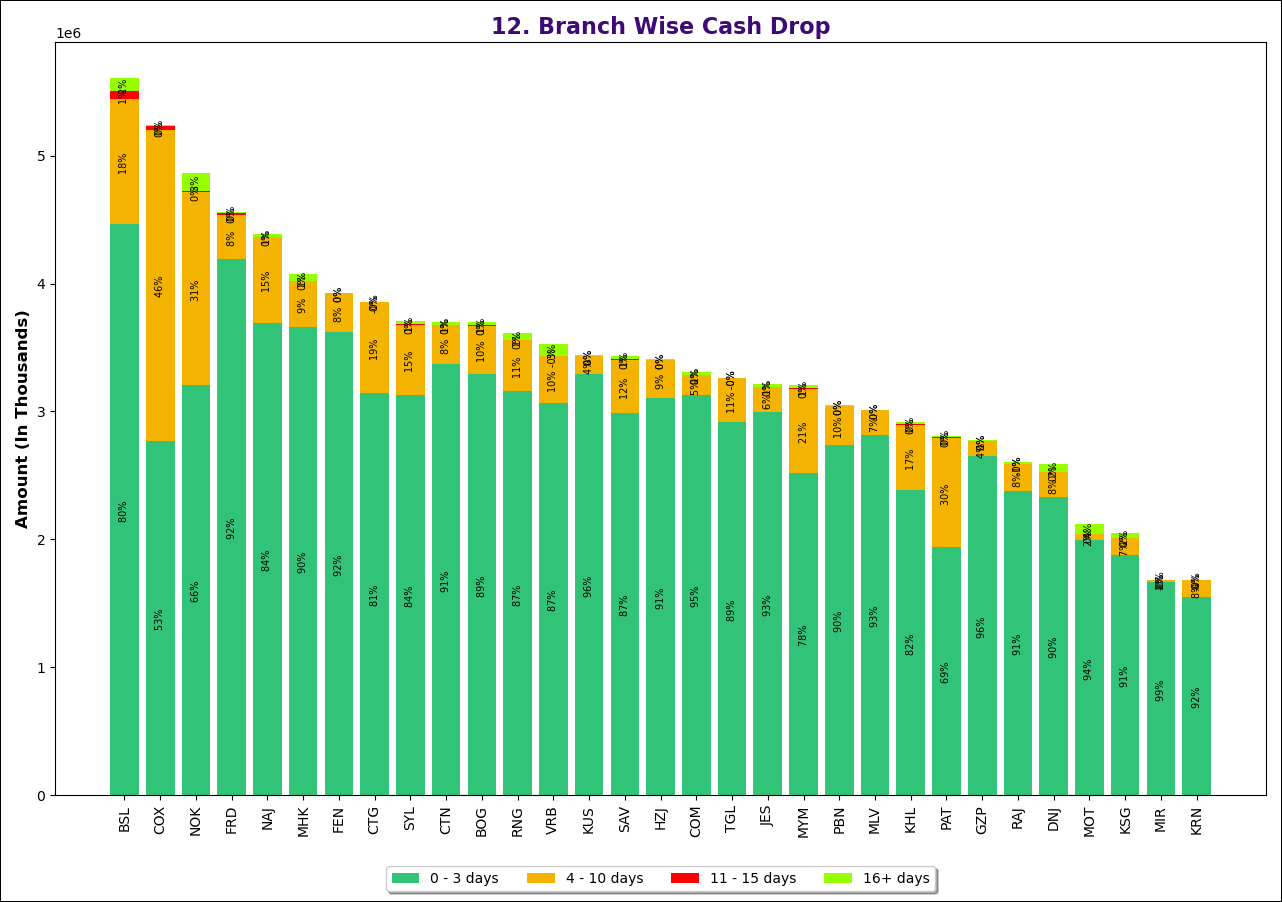 12. Branch Wise Cash Drop
1e6
Amount (In Thousands)
5
4
3
2
1
0
18% 46% 31% 8% 15% 9% 8% 19% 15% 8% 10% 11% 10% 4% 12% 9% 5% 11% 6% 21% 10% 7% 17% 30% 4% 8% 8% 2% 7% 8%
80% 53% 66% 92% 84% 90% 92% 81% 84% 91% 89% 87% 87% 96% 87% 91% 95% 89% 93% 78% 90% 93% 82% 69% 96% 91% 90% 94% 91% 99% 92%
BSL COX NOK FRD NAJ MHK FEN CTG SYL CTN BOG RNG VRB KUS SAV HZJ COM TGL JES MYM PBN MLV KHL PAT GZP RAJ DNJ MOT KSG MIR KRN
0 - 3 days 4 - 10 days 11 - 15 days 16+ days